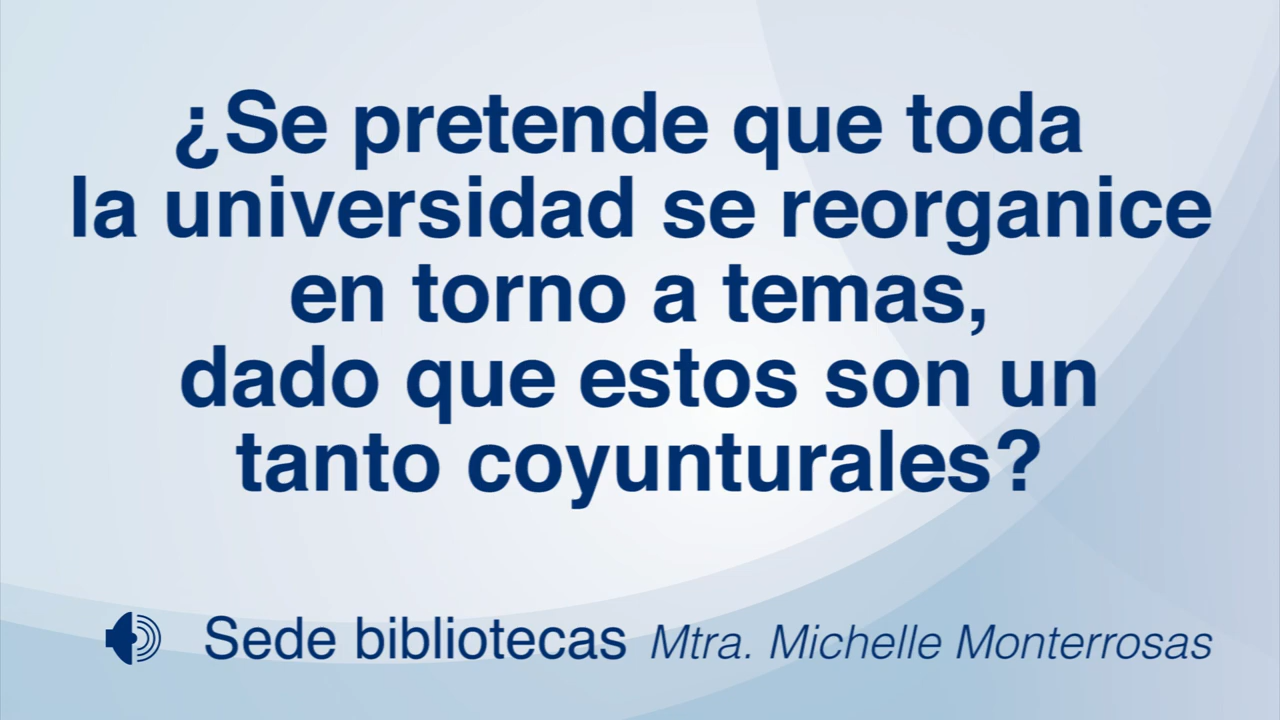 ¿Se pretende que toda
la universidad se reorganice
en torno a temas,
dado que estos son un
tanto coyunturales?
Sede bibliotecas Mtra. Michelle Monterrosas